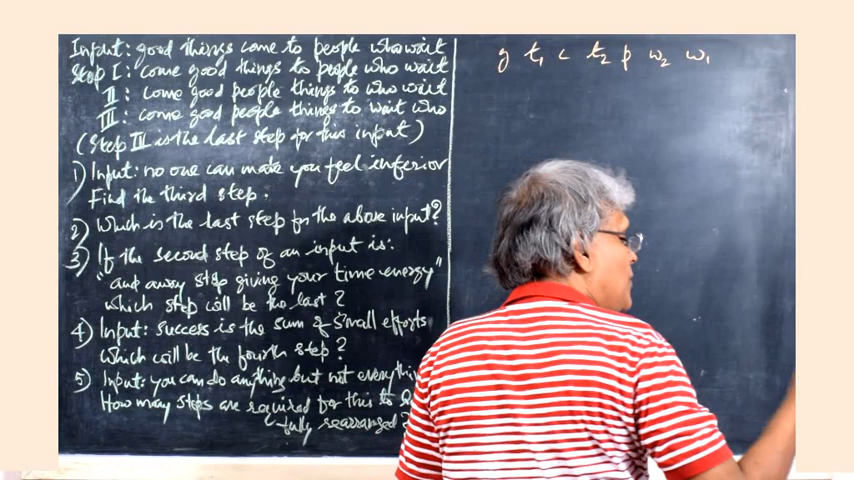 Input: good things come to people who wait
Step I: come good things to people who wait
II: come good people things to who wait
III: come good people things to wait who
(Step III is the last step for this input)
1) Input: no one can make you feel inferior
Find the third step.
2) Which is the last step for the above input?
3) If the second step of an input is:
"and away stop giving your time energy"
which step will be the last?
4) Input: success is the sum of small efforts
which will be the fourth step?
5) Input: you can do anything but not
How many steps are required for this to
fully rearranged?
g t₁ c t₂ p w₂ w₁